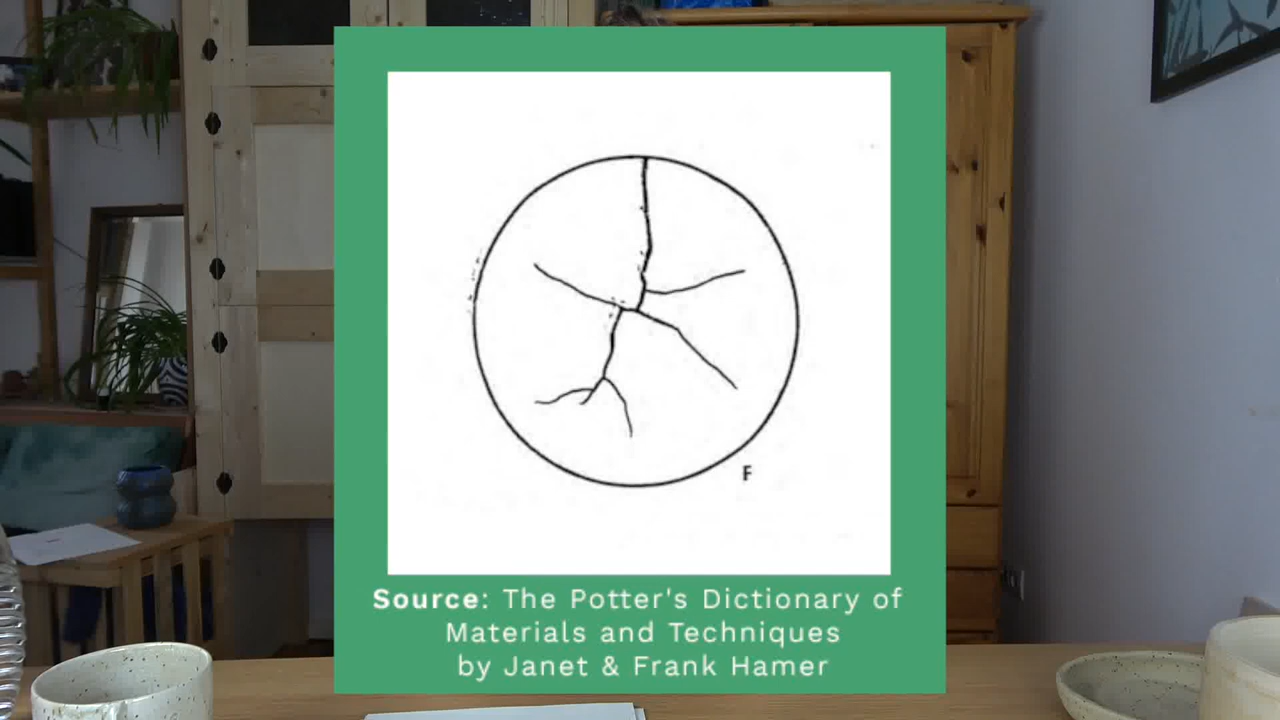 F
Source: The Potter's Dictionary of
Materials and Techniques
by Janet & Frank Hamer